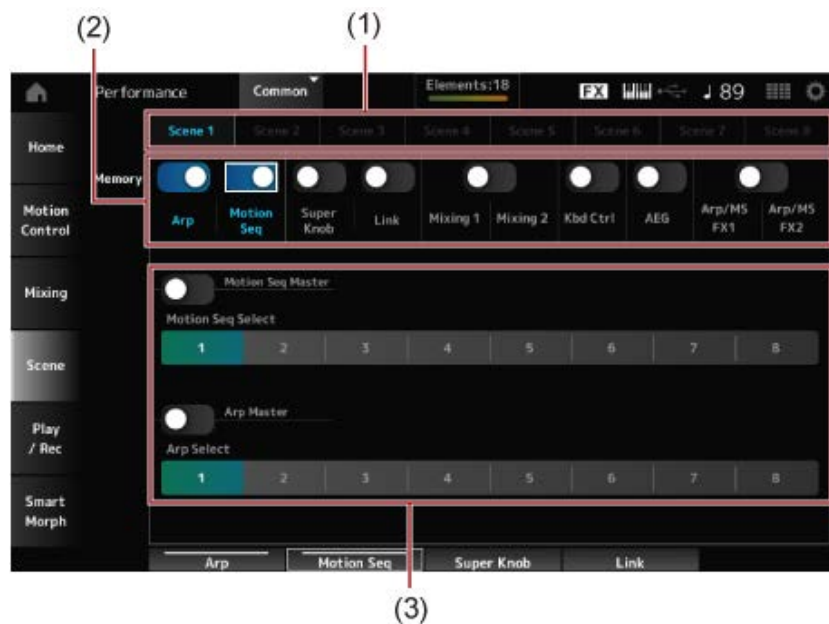 (2) (1)
Performance Common Elements:18 FX 89
Scene 1 Scene 2 Scene 3 Scene 4 Scene 5 Scene 6 Scene 7 Scene 8
Home
Memory
Arp Motion Seq Super Knob Link Mixing 1 Mixing 2 Kbd Ctrl AEG Arp/MS FX1 Arp/MS FX2
Motion
Control
Motion Seq Master
Mixing
Motion Seq Select
1 2 3 4 5 6 7 8
Scene
Arp Master
Play
/ Rec
Arp Select
1 2 3 4 5 6 7 8
Smart
Morph
Arp Motion Seq Super Knob Link
(3)